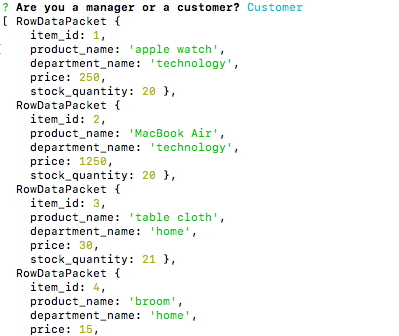 ? Are you a manager or a customer? Customer
[ RowDataPacket {
item_id: 1,
product_name: 'apple watch',
department_name: 'technology',
price: 250,
stock_quantity: 20 },
RowDataPacket {
item_id: 2,
product_name: 'MacBook Air',
department_name: 'technology',
price: 1250,
stock_quantity: 20 },
RowDataPacket {
item_id: 3,
product_name: 'table cloth',
department_name: 'home',
price: 30,
stock_quantity: 21 },
RowDataPacket {
item_id: 4,
product_name: 'broom',
department_name: 'home',
price: 15,